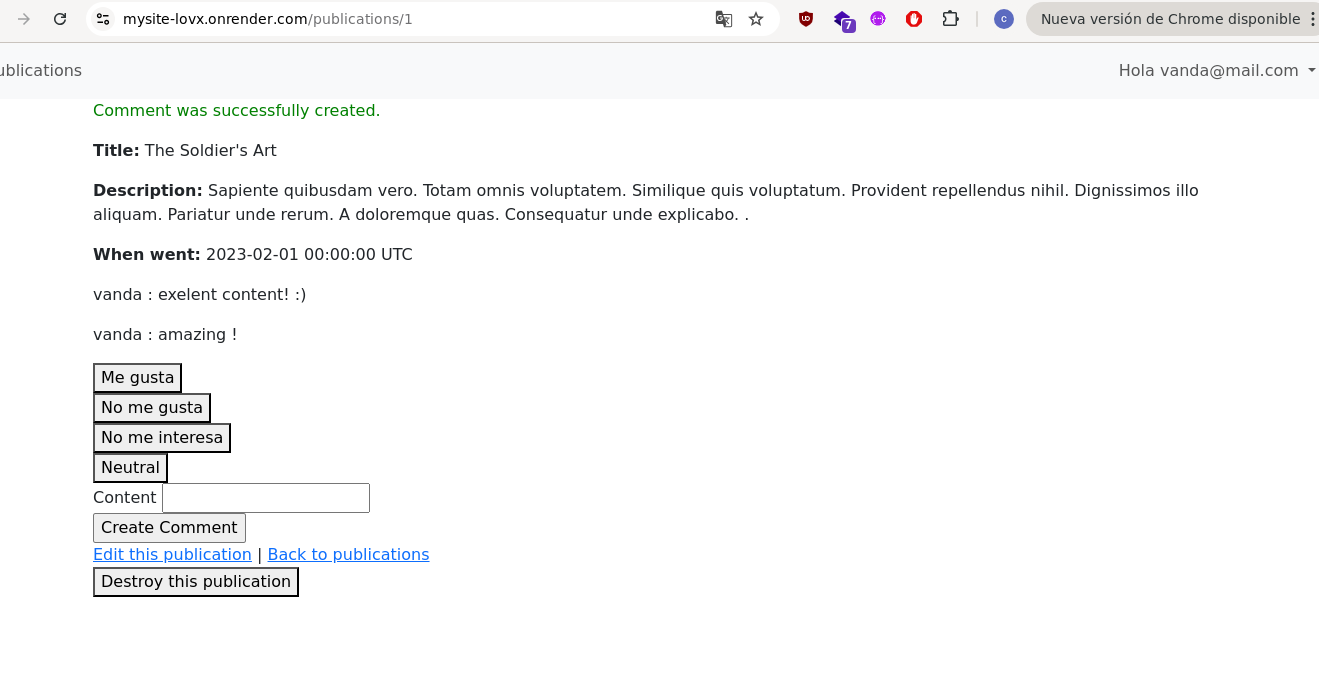 mysite-lovx.onrender.com/publications/1
7
C
Nueva versión de Chrome disponible
ublications
Hola vanda@mail.com
Comment was successfully created.
Title: The Soldier's Art
Description: Sapiente quibusdam vero. Totam omnis voluptatem. Similique quis voluptatum. Provident repellendus nihil. Dignissimos illo
aliquam. Pariatur unde rerum. A doloremque quas. Consequatur unde explicabo. .
When went: 2023-02-01 00:00:00 UTC
vanda : exelent content! :)
vanda : amazing !
Me gusta
No me gusta
No me interesa
Neutral
Content
Create Comment
Edit this publication | Back to publications
Destroy this publication